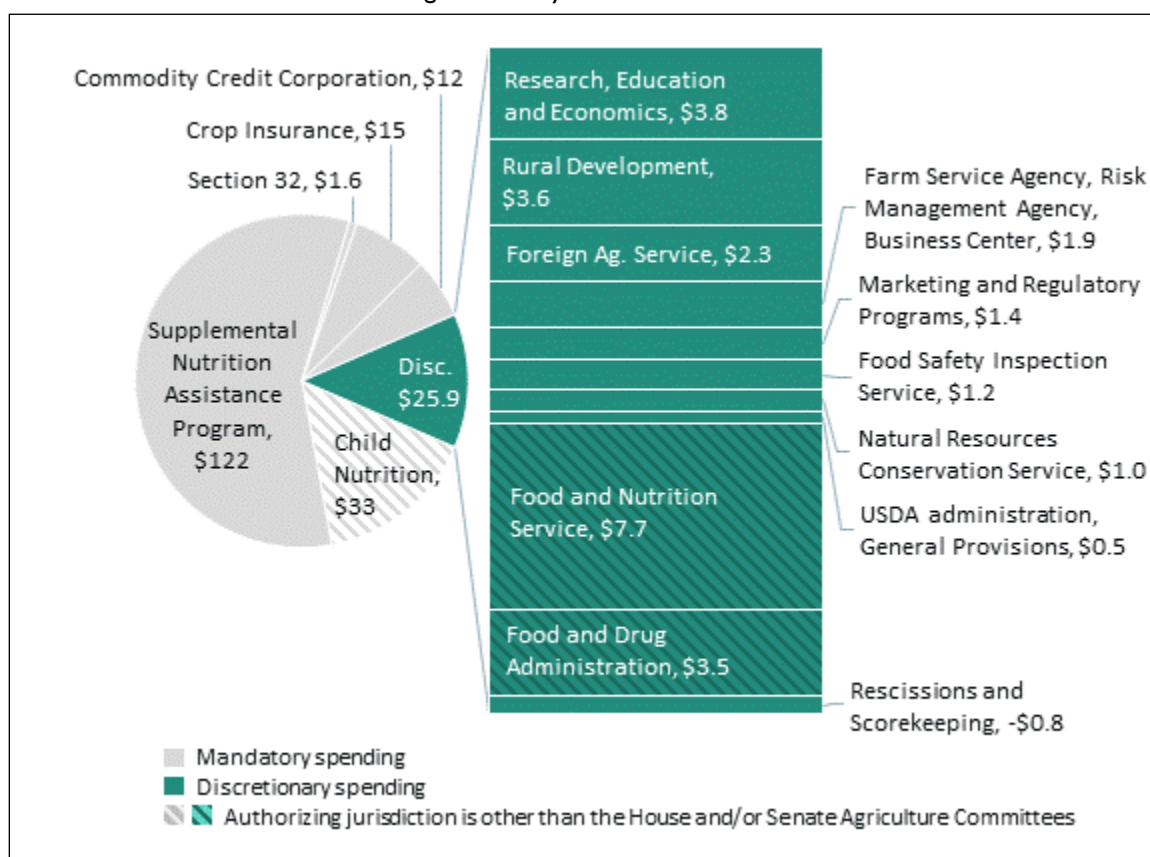 Commodity Credit Corporation, $12
Crop Insurance, $15
Section 32, $1.6
Supplemental
Nutrition
Assistance
Program,
$122
Disc.
$25.9
Child
Nutrition,
$33
Research, Education
and Economics, $3.8
Rural Development,
$3.6
Foreign Ag. Service, $2.3
Farm Service Agency, Risk
Management Agency,
Business Center, $1.9
Marketing and Regulatory
Programs, $1.4
Food Safety Inspection
Service, $1.2
Natural Resources
Conservation Service, $1.0
USDA administration,
General Provisions, $0.5
Food and Nutrition
Service, $7.7
Food and Drug
Administration, $3.5
Rescissions and
Scorekeeping, -$0.8
Mandatory spending
Discretionary spending
Authorizing jurisdiction is other than the House and/or Senate Agriculture Committees